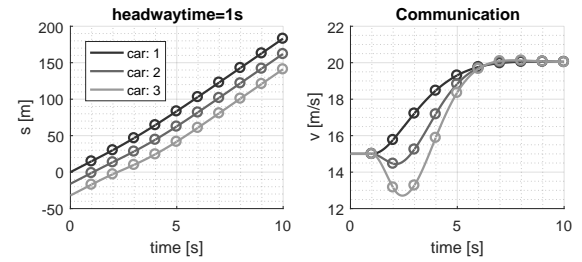 headwaytime=1s
200
150
100
50
0
-50
s [m]
car: 1
car: 2
car: 3
0
5
10
time [s]
Communication
22
20
18
16
14
12
v [m/s]
0
5
10
time [s]